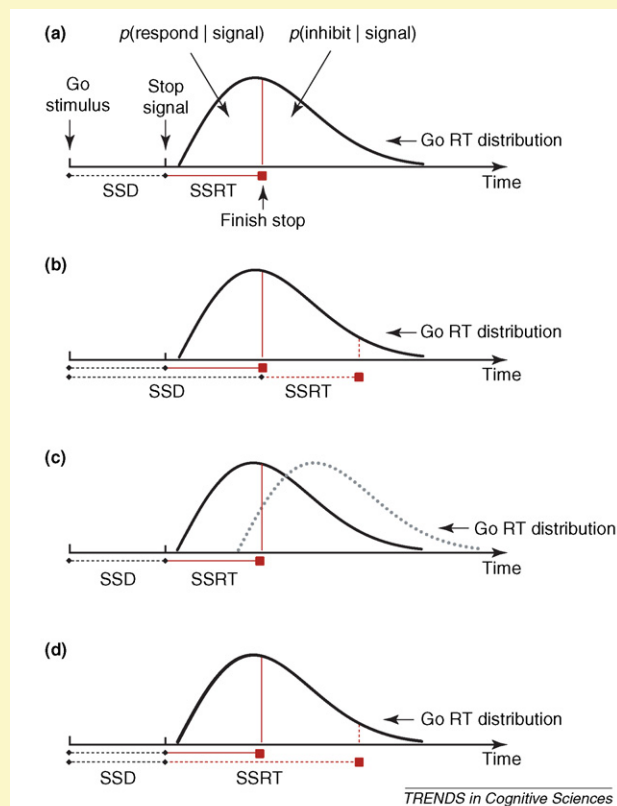 (a)
p(respond | signal) p(inhibit | signal)
Go stimulus
Stop signal
Go RT distribution
Time
SSD SSRT
Finish stop
(b)
Go RT distribution
Time
SSD SSRT
(c)
Go RT distribution
Time
SSD SSRT
(d)
Go RT distribution
Time
SSD SSRT
TRENDS in Cognitive Sciences